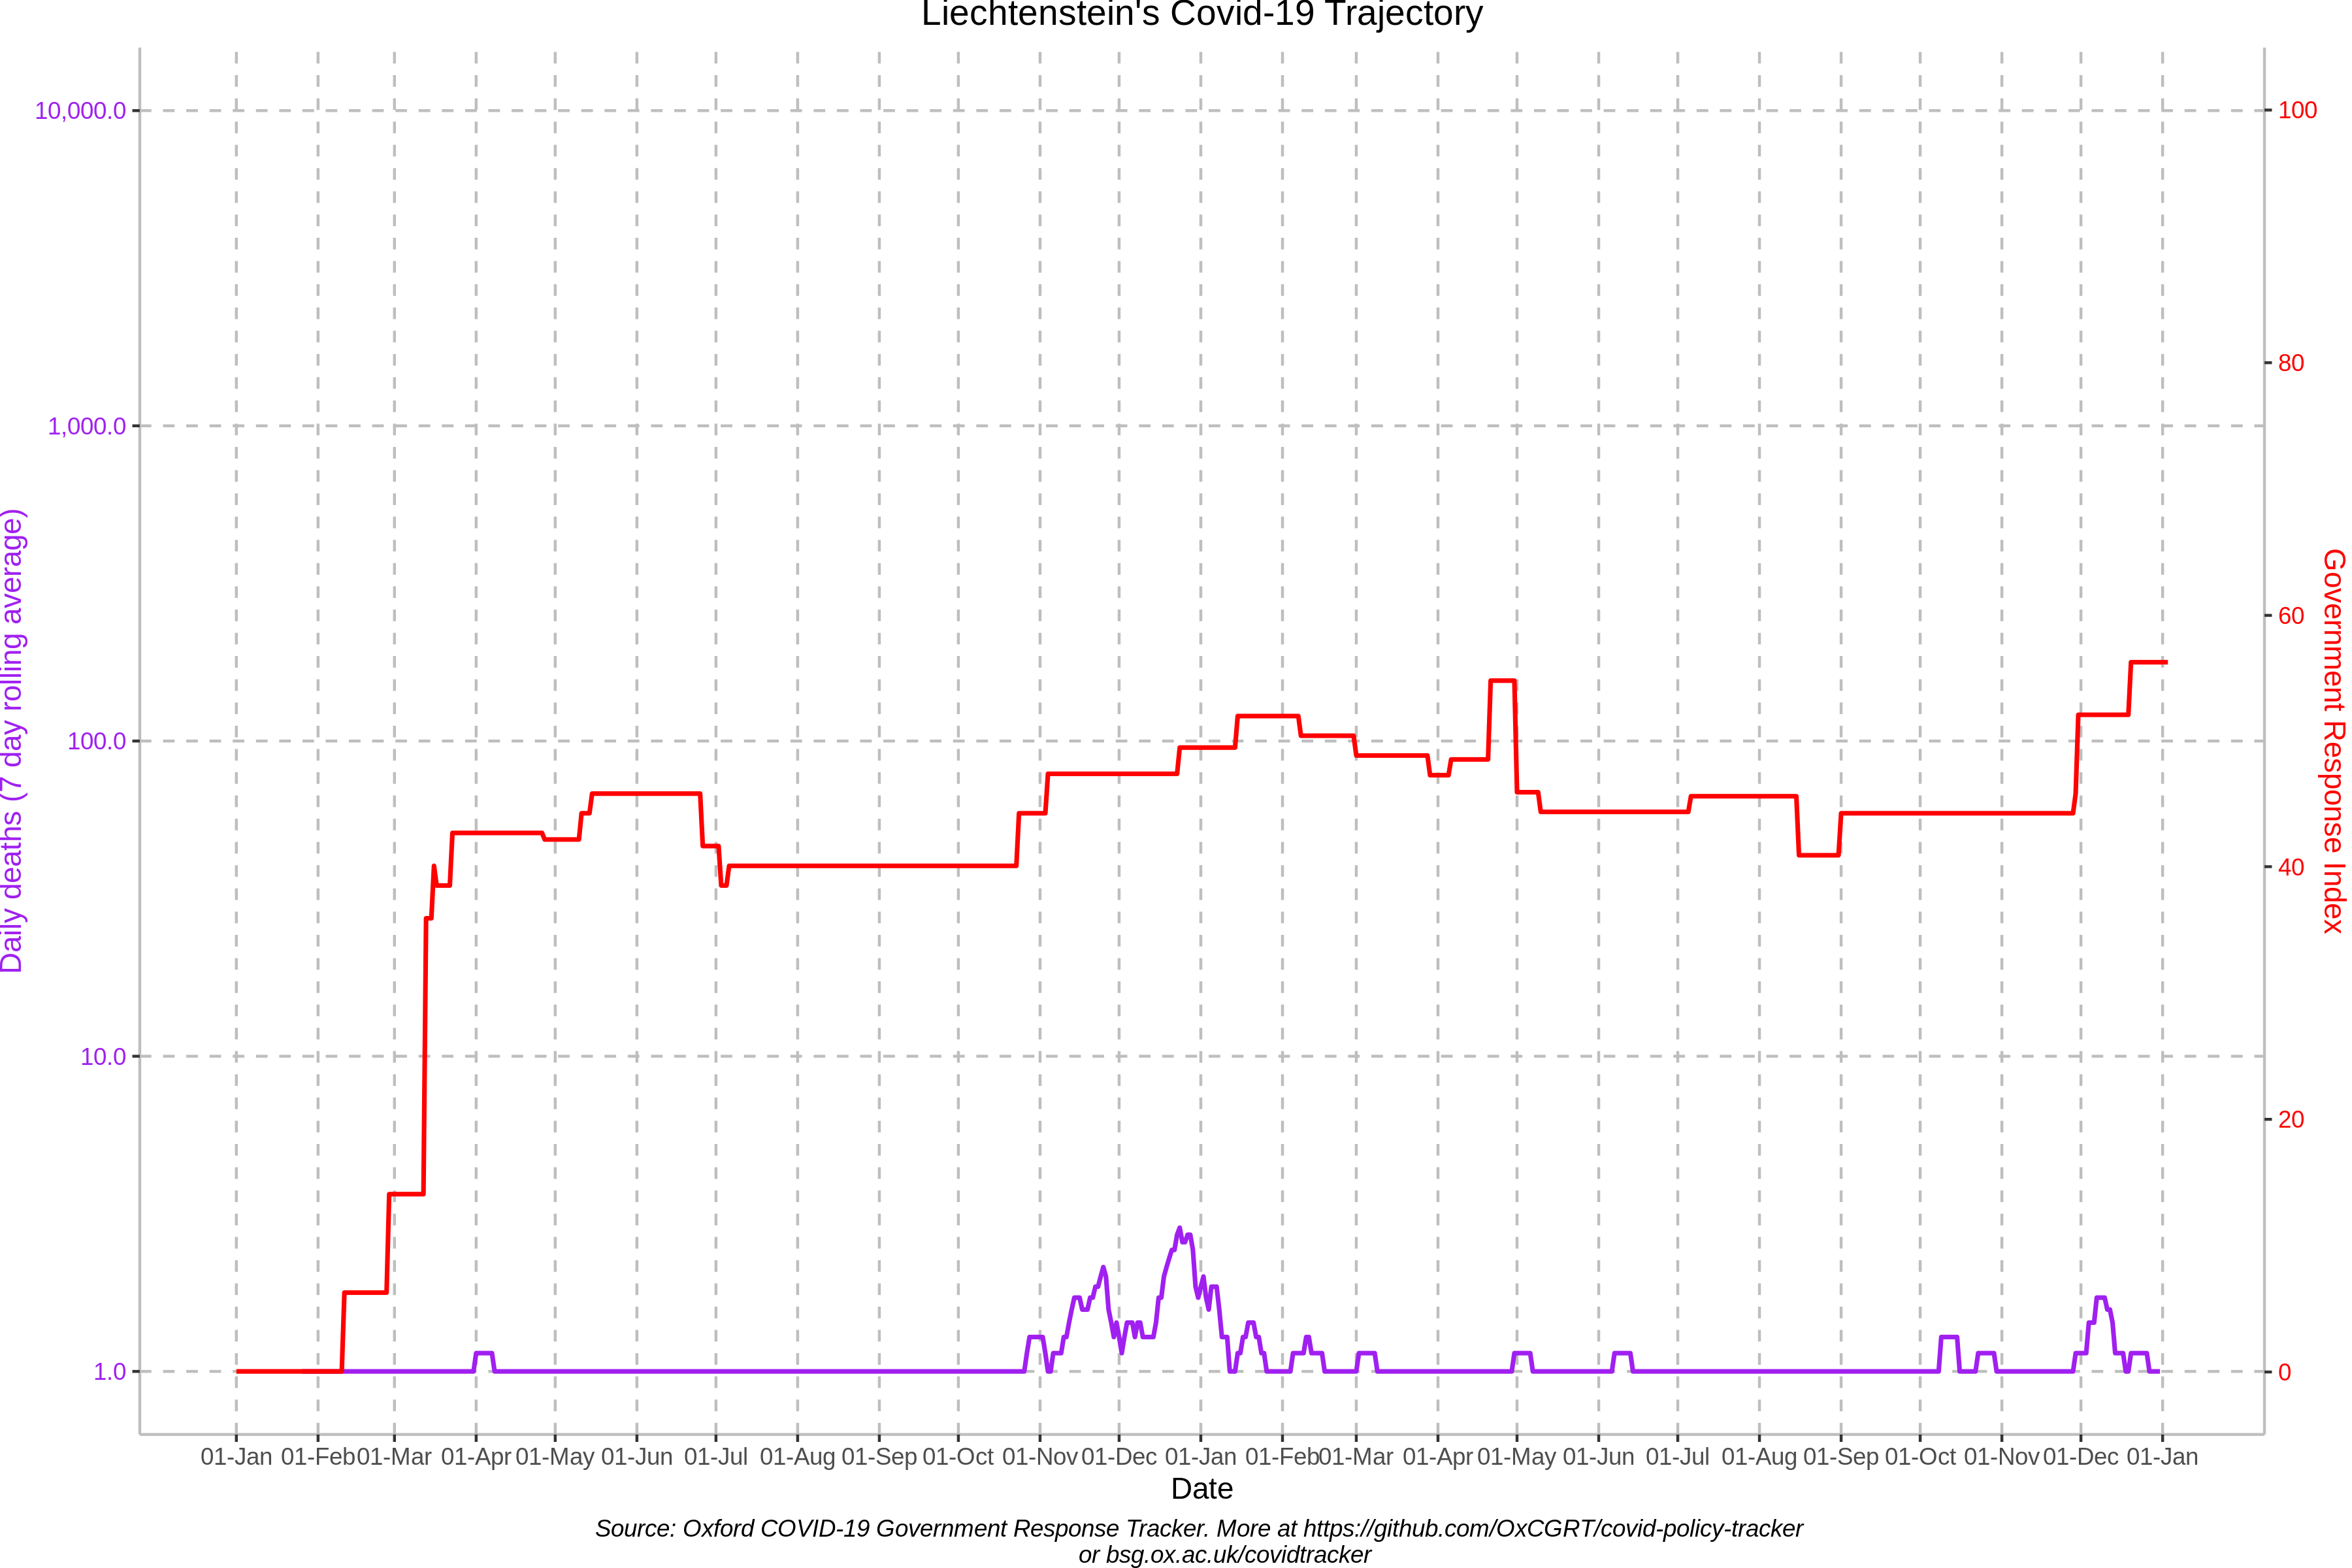 Liechtenstein's Covid-19 Trajectory
10,000.0
1,000.0
100.0
10.0
1.0
Daily deaths (7 day rolling average)
100
80
60
40
20
0
Government Response Index
01-Jan 01-Feb 01-Mar 01-Apr 01-May 01-Jun 01-Jul 01-Aug 01-Sep 01-Oct 01-Nov 01-Dec 01-Jan 01-Feb 01-Mar 01-Apr 01-May 01-Jun 01-Jul 01-Aug 01-Sep 01-Oct 01-Nov 01-Dec 01-Jan
Date
Source: Oxford COVID-19 Government Response Tracker. More at https://github.com/OxCGRT/covid-policy-tracker
or bsg.ox.ac.uk/covidtracker